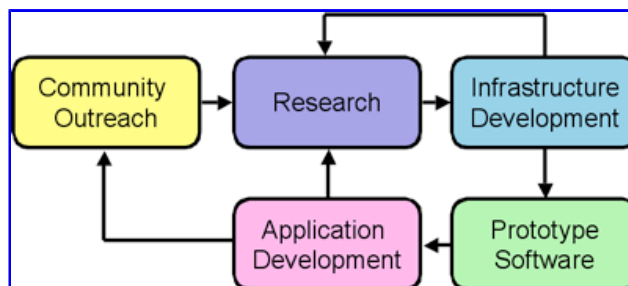 Community
Outreach
Research
Infrastructure
Development
Application
Development
Prototype
Software